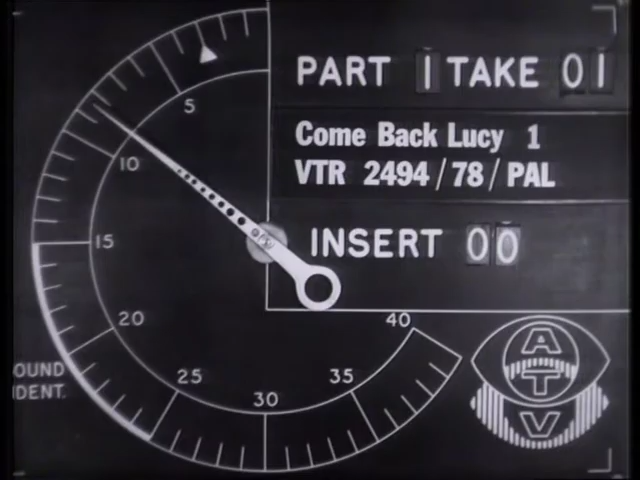 PART 1 TAKE 01
Come Back Lucy 1
VTR 2494/78/PAL
INSERT 00
5
10
15
20
25
30
35
40
OUND
IDENT.
ATV